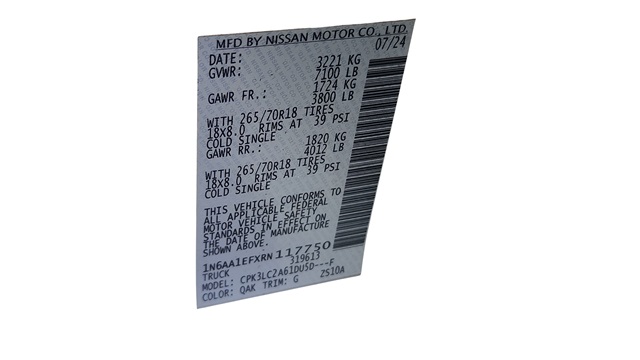 MFD BY NISSAN MOTOR CO., LTD.
DATE: 07/24
GVWR: 3221 KG
7100 LB
GAWR FR.: 1724 KG
3800 LB
WITH 265/70R18 TIRES
18X8.0 RIMS AT 39 PSI
COLD SINGLE
GAWR RR.: 1820 KG
4012 LB
WITH 265/70R18 TIRES
18X8.0 RIMS AT 39 PSI
COLD SINGLE
THIS VEHICLE CONFORMS TO
ALL APPLICABLE FEDERAL
MOTOR VEHICLE SAFETY
STANDARDS IN EFFECT ON
THE DATE OF MANUFACTURE
SHOWN ABOVE.
1N6AA1EFXRN117750
TRUCK 319613
MODEL: CPK3LC2A61DUSD---F
COLOR: QAK TRIM: G 2S10A